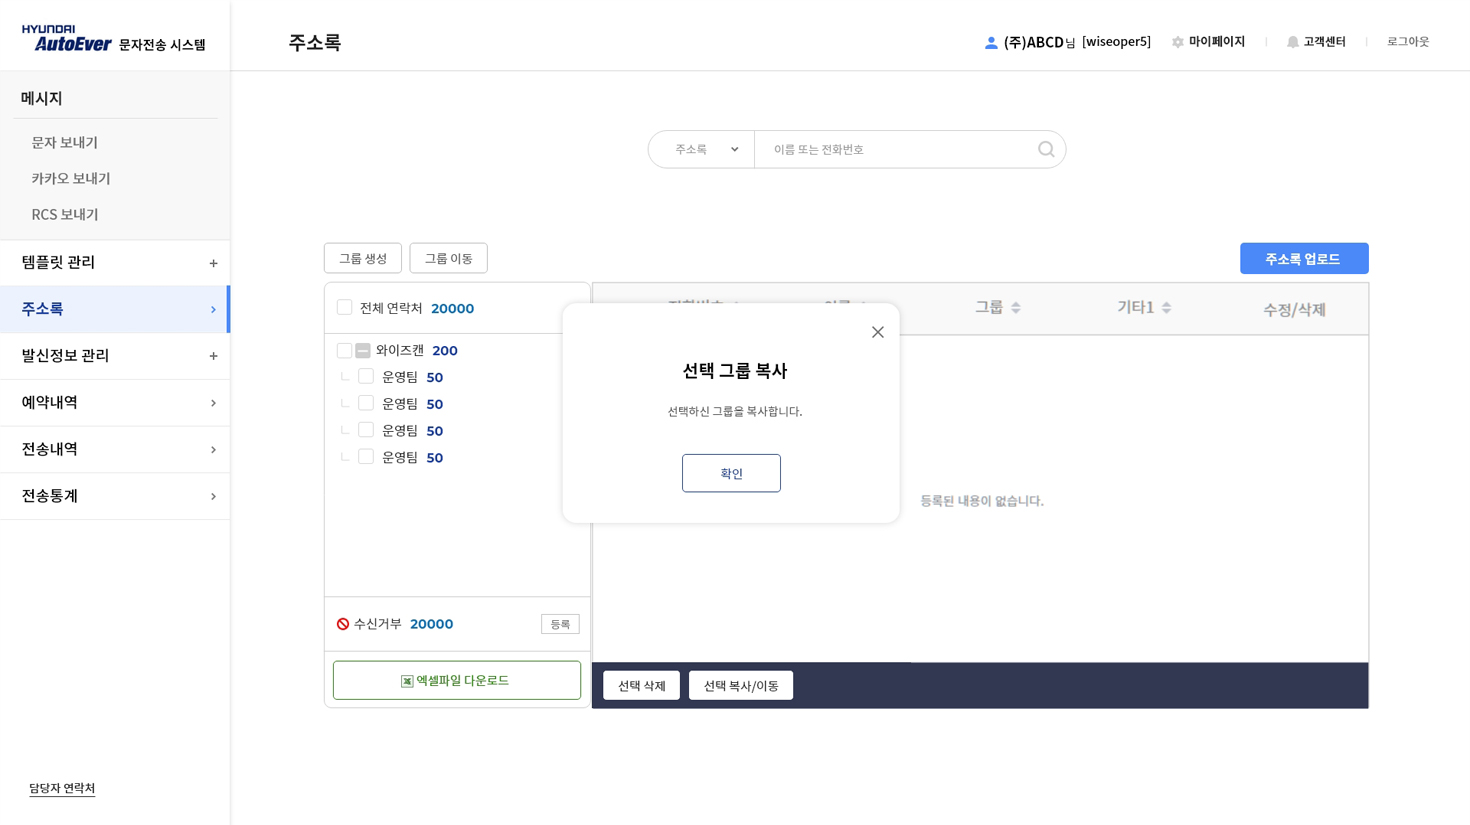 HYUNDAI
AutoEver 문자전송 시스템
주소록
(주)ABCD님 [wiseoper5]
마이페이지
고객센터
로그아웃
메시지
문자 보내기
카카오 보내기
RCS 보내기
템플릿 관리
주소록
발신정보 관리
예약내역
전송내역
전송통계
담당자 연락처
주소록
이름 또는 전화번호
그룹 생성
그룹 이동
주소록 업로드
전체 연락처 20000
와이즈캔 200
운영팀 50
운영팀 50
운영팀 50
운영팀 50
수신거부 20000
등록
엑셀파일 다운로드
그룹
기타1
수정/삭제
선택 그룹 복사
선택하신 그룹을 복사합니다.
확인
등록된 내용이 없습니다.
선택 삭제
선택 복사/이동